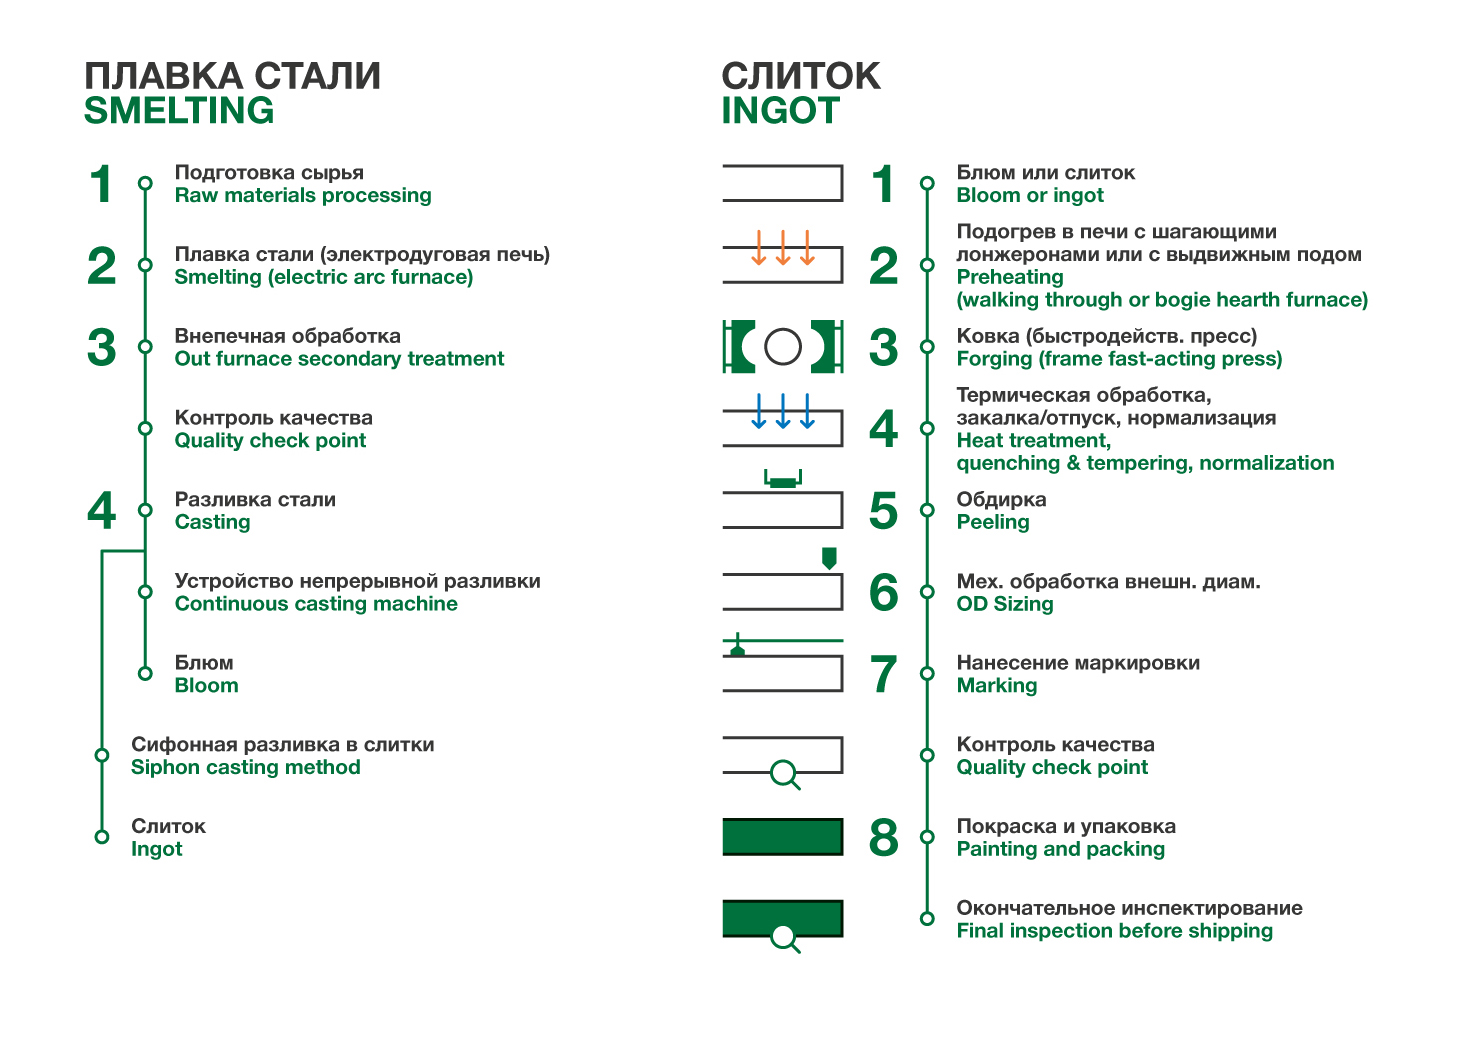 ПЛАВКА СТАЛИ
SMELTING
1
Подготовка сырья
Raw materials processing
2
Плавка стали (электродуговая печь)
Smelting (electric arc furnace)
3
Внепечная обработка
Out furnace secondary treatment
Контроль качества
Quality check point
4
Разливка стали
Casting
Устройство непрерывной разливки
Continuous casting machine
Блюм
Bloom
Сифонная разливка в слитки
Siphon casting method
Слиток
Ingot
СЛИТОК
INGOT
1
Блюм или слиток
Bloom or ingot
2
Подогрев в печи с шагающими
лонжеронами или с выдвижным подом
Preheating
(walking through or bogie hearth furnace)
3
Ковка (быстродейств. пресс)
Forging (frame fast-acting press)
4
Термическая обработка,
закалка/отпуск, нормализация
Heat treatment,
quenching & tempering, normalization
5
Обдирка
Peeling
6
Мех. обработка внешн. диам.
OD Sizing
7
Нанесение маркировки
Marking
Контроль качества
Quality check point
8
Покраска и упаковка
Painting and packing
Окончательное инспектирование
Final inspection before shipping